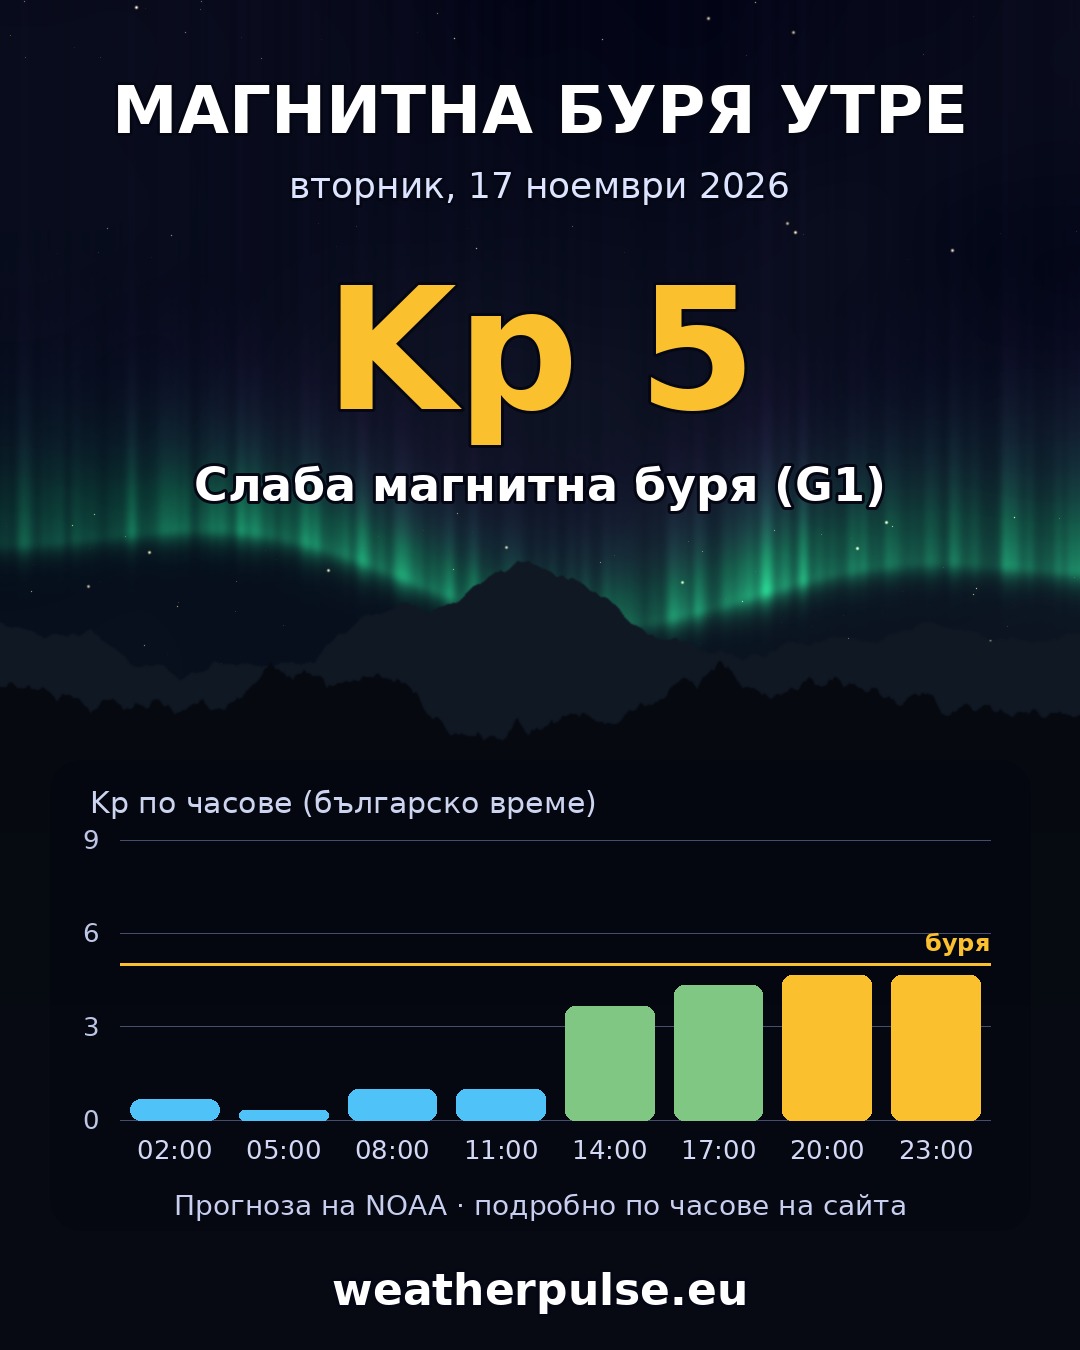 МАГНИТНА БУРЯ УТРЕ
вторник, 17 ноември 2026
Kp 5
Слаба магнитна буря (G1)
Kp по часове (българско време)
9
6
буря
3
0
02:00 05:00 08:00 11:00 14:00 17:00 20:00 23:00
Прогноза на NOAA · подробно по часове на сайта
weatherpulse.eu